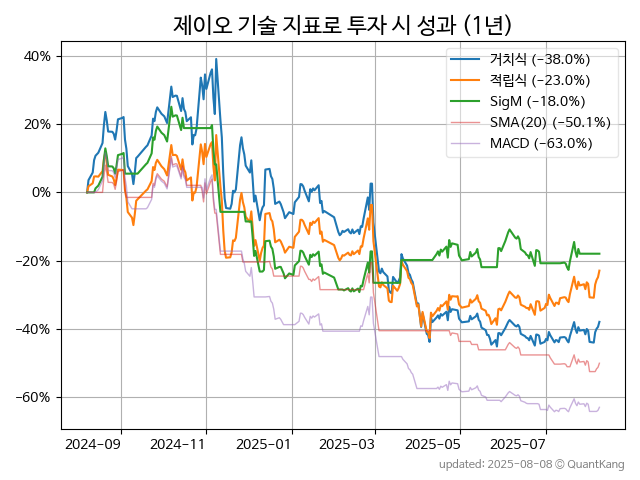 제이오 기술 지표로 투자 시 성과 (1년)
40%
20%
0%
−20%
−40%
−60%
거치식 (−38.0%)
적립식 (−23.0%)
SigM (−18.0%)
SMA(20) (−50.1%)
MACD (−63.0%)
2024-09
2024-11
2025-01
2025-03
2025-05
2025-07
updated: 2025-08-08 © QuantKang